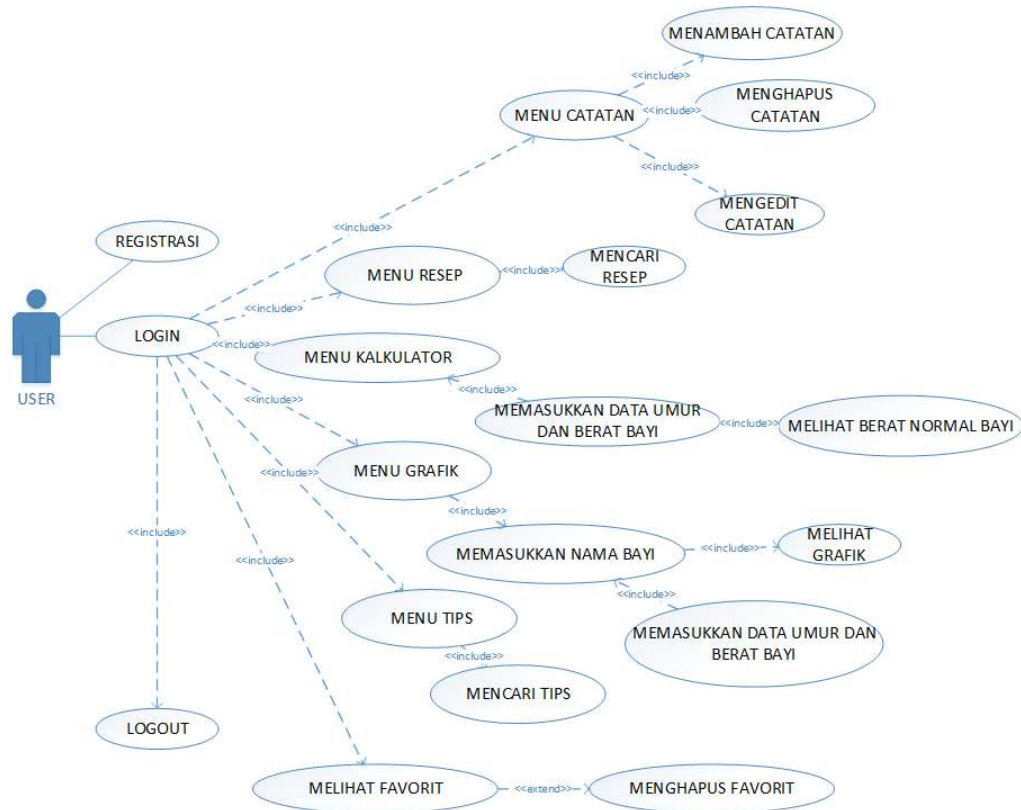 MENAMBAH CATATAN
<<include>>
MENU CATATAN
<<include>>
MENGHAPUS
CATATAN
<<include>>
MENGEDIT
CATATAN
<<include>>
REGISTRASI
MENU RESEP
<<include>>
MENCARI
RESEP
<<include>>
LOGIN
<<include>>
MENU KALKULATOR
USER
<<include>>
MEMASUKKAN DATA UMUR
DAN BERAT BAYI
<<include>>
MELIHAT BERAT NORMAL BAYI
<<include>>
MENU GRAFIK
<<include>>
<<include>>
<<include>>
MEMASUKKAN NAMA BAYI
<<include>>
MELIHAT
GRAFIK
<<include>>
<<include>>
MENU TIPS
MEMASUKKAN DATA UMUR DAN
BERAT BAYI
<<include>>
MENCARI TIPS
LOGOUT
MELIHAT FAVORIT
<<extend>>
MENGHAPUS FAVORIT